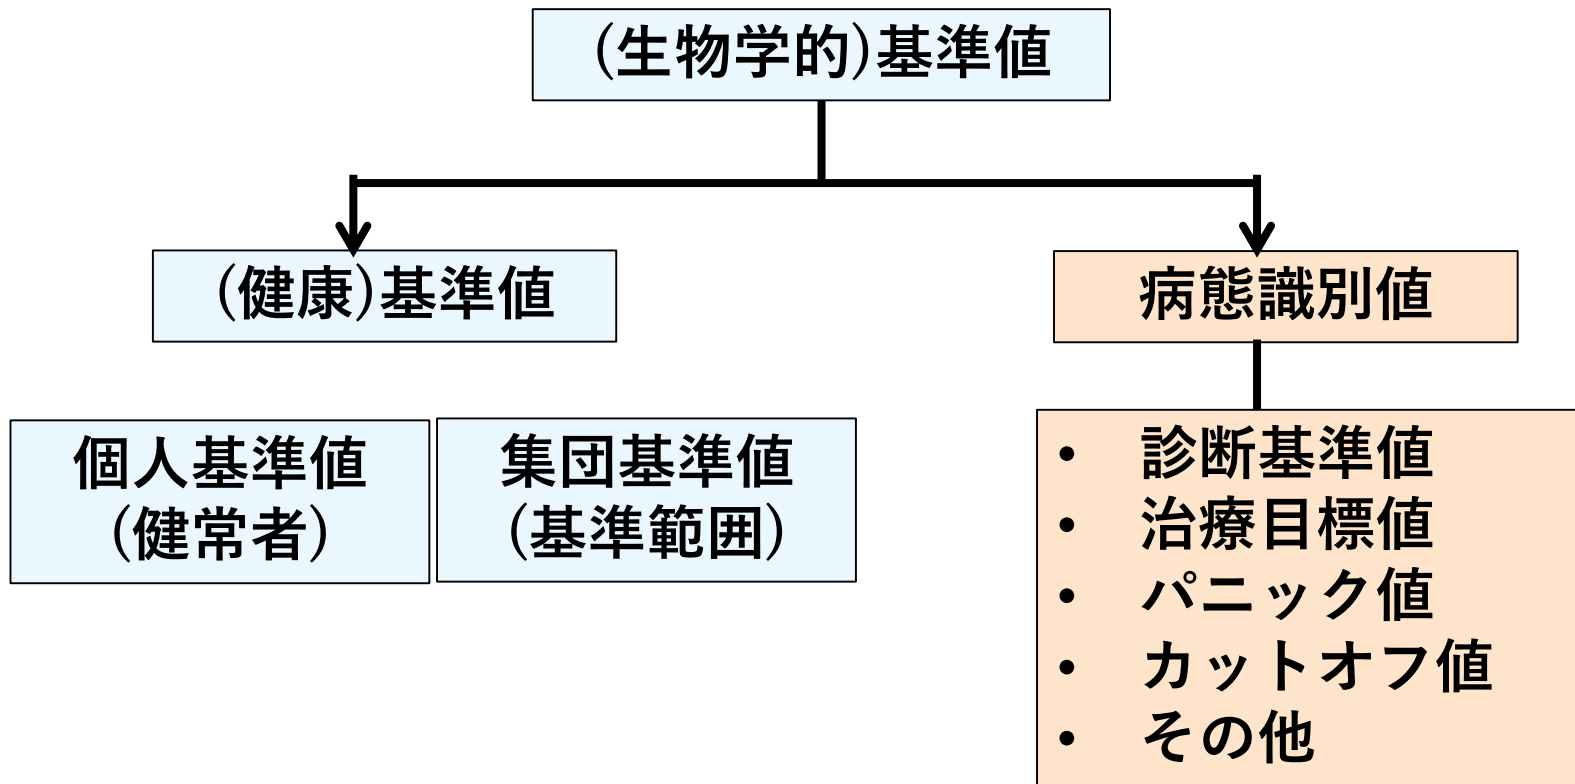 (生物学的)基準値
(健康)基準値
病態識別値
個人基準値
(健常者)
集団基準値
(基準範囲)
• 診断基準値
• 治療目標値
• パニック値
• カットオフ値
• その他